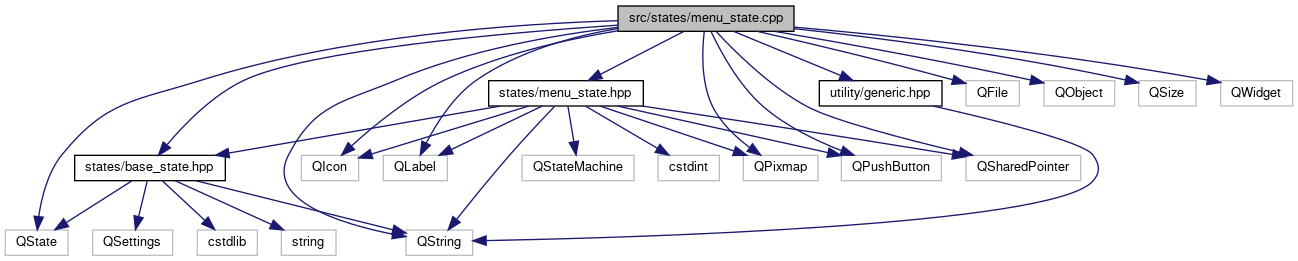 src/states/menu_state.cpp
states/menu_state.hpp
utility/generic.hpp
QFile
QObject
QSize
QWidget
states/base_state.hpp
QIcon
QLabel
QStateMachine
cstdint
QPixmap
QPushButton
QSharedPointer
QState
QSettings
cstdlib
string
QString